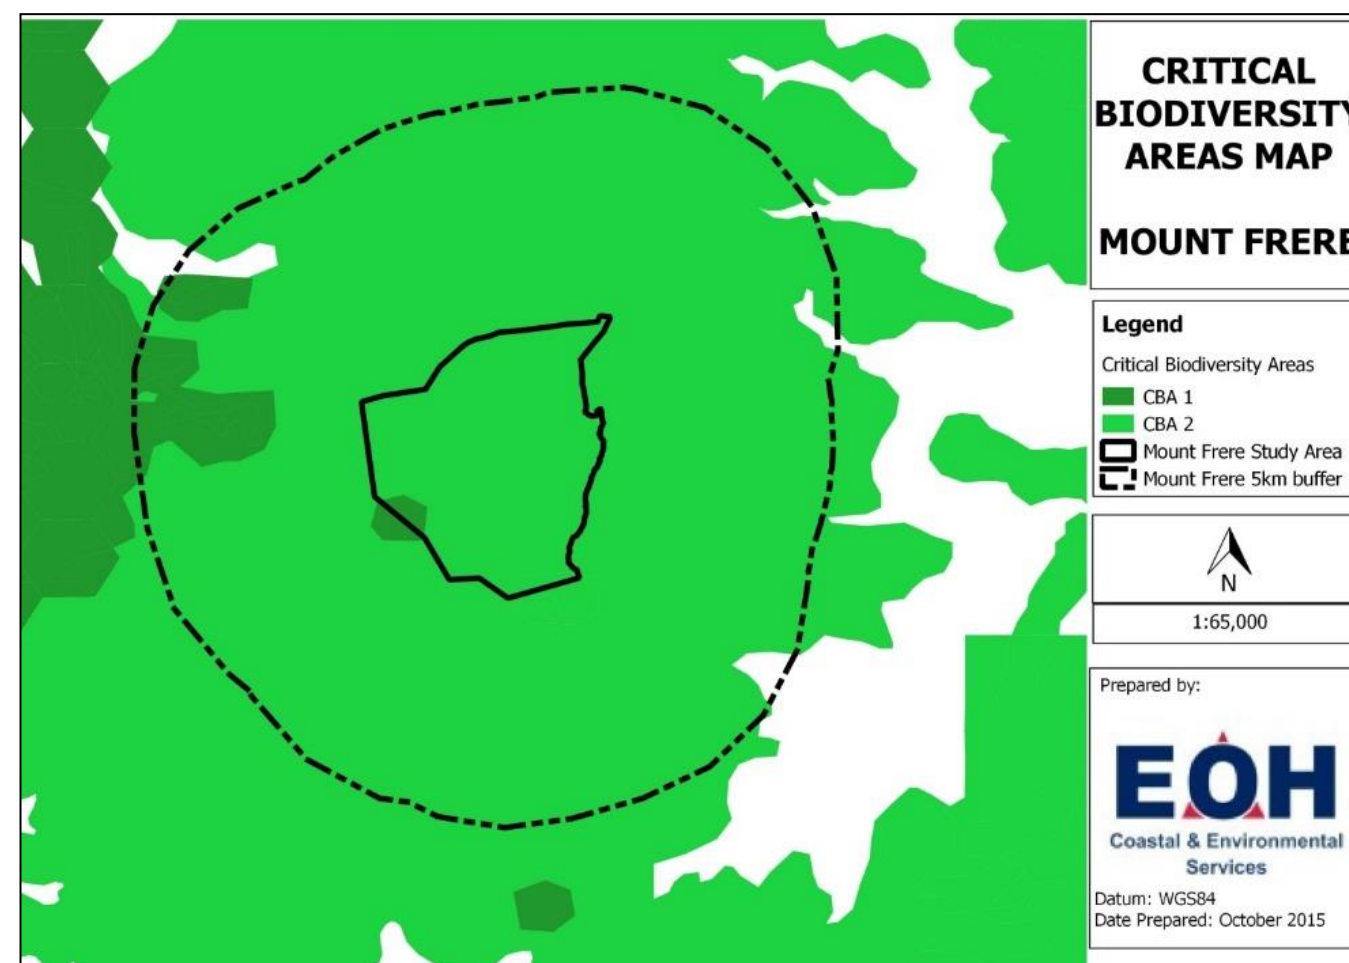 CRITICAL
BIODIVERSITY
AREAS MAP
MOUNT FRERE
Legend
Critical Biodiversity Areas
CBA 1
CBA 2
Mount Frere Study Area
Mount Frere 5km buffer
N
1:65,000
Prepared by:
EOH
Coastal & Environmental
Services
Datum: WGS84
Date Prepared: October 2015